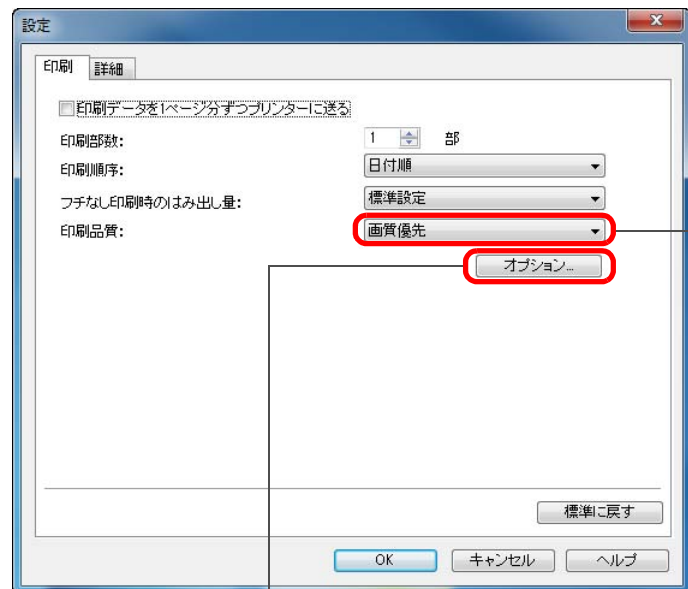 設定
印刷 詳細
印刷データを1ページ分ずつプリンターに送る
印刷部数: 1 部
印刷順序: 日付順
フチなし印刷時のはみ出し量: 標準設定
印刷品質: 画質優先
オプション...
標準に戻す
OK キャンセル ヘルプ